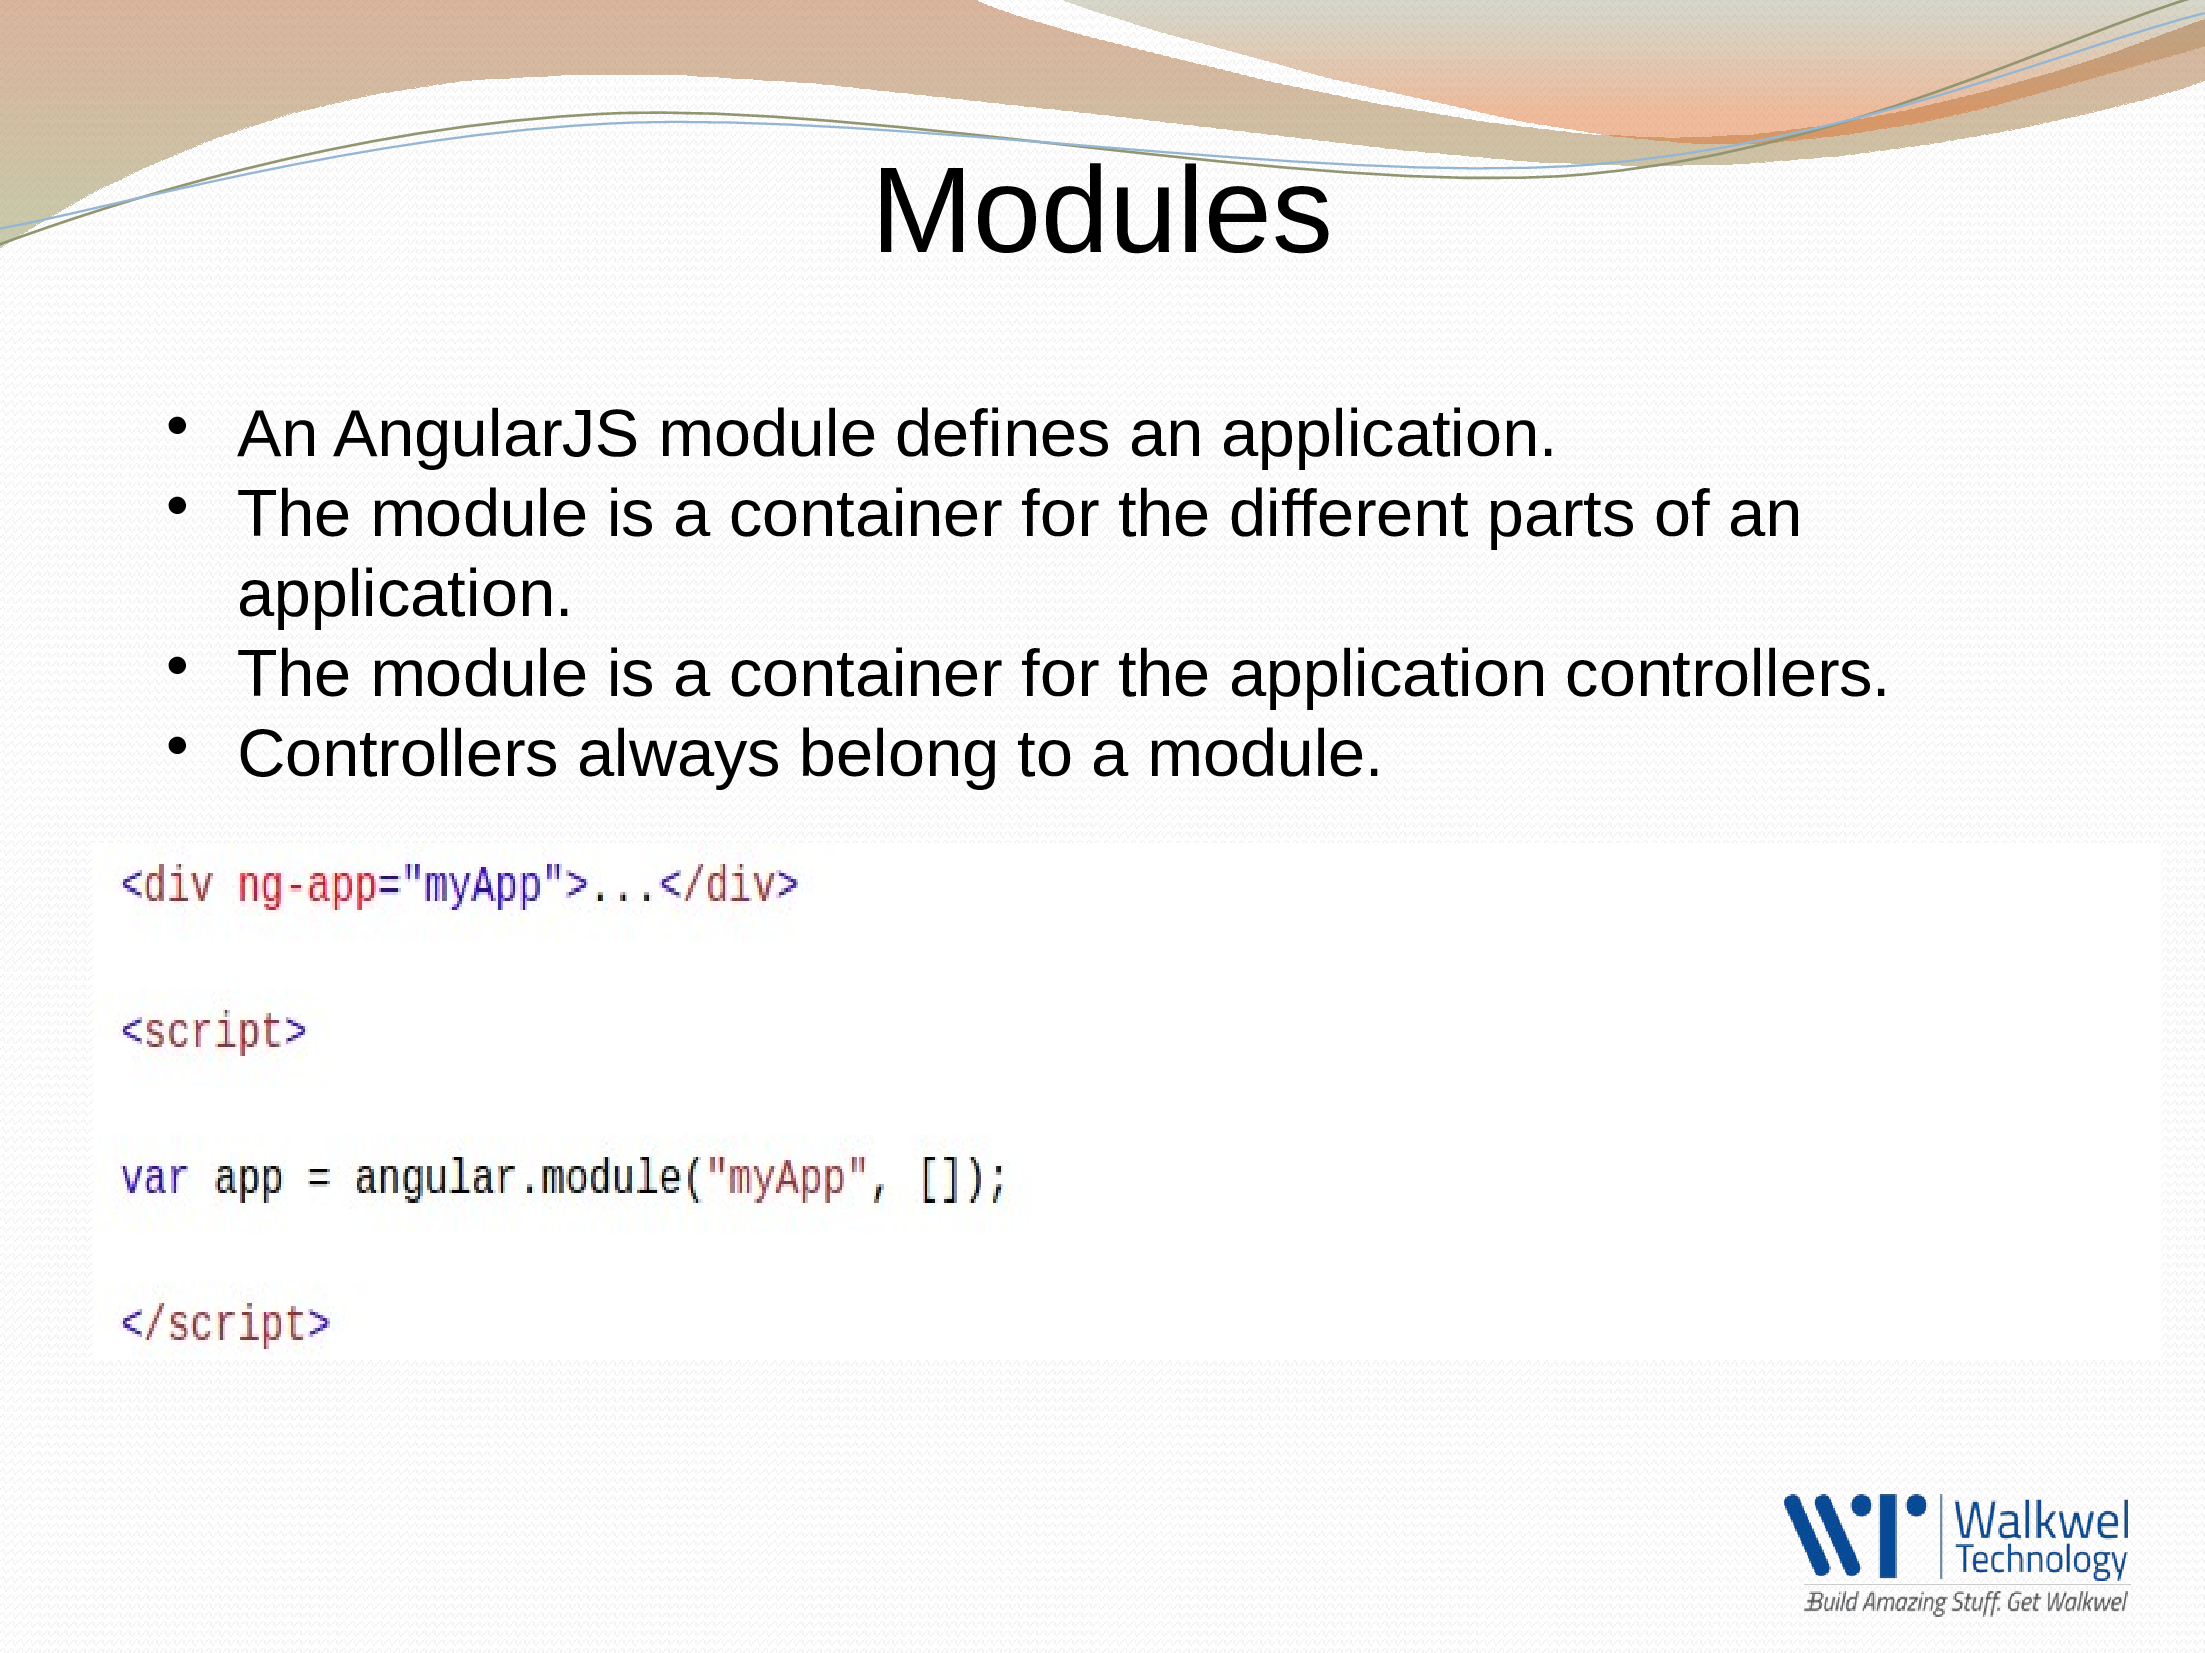 Modules
• An AngularJS module defines an application.
• The module is a container for the different parts of an
application.
• The module is a container for the application controllers.
• Controllers always belong to a module.
<div ng-app="myApp">...</div>
<script>
var app = angular.module("myApp", []);
</script>
Walkwel
Technology
Build Amazing Stuff. Get Walkwel